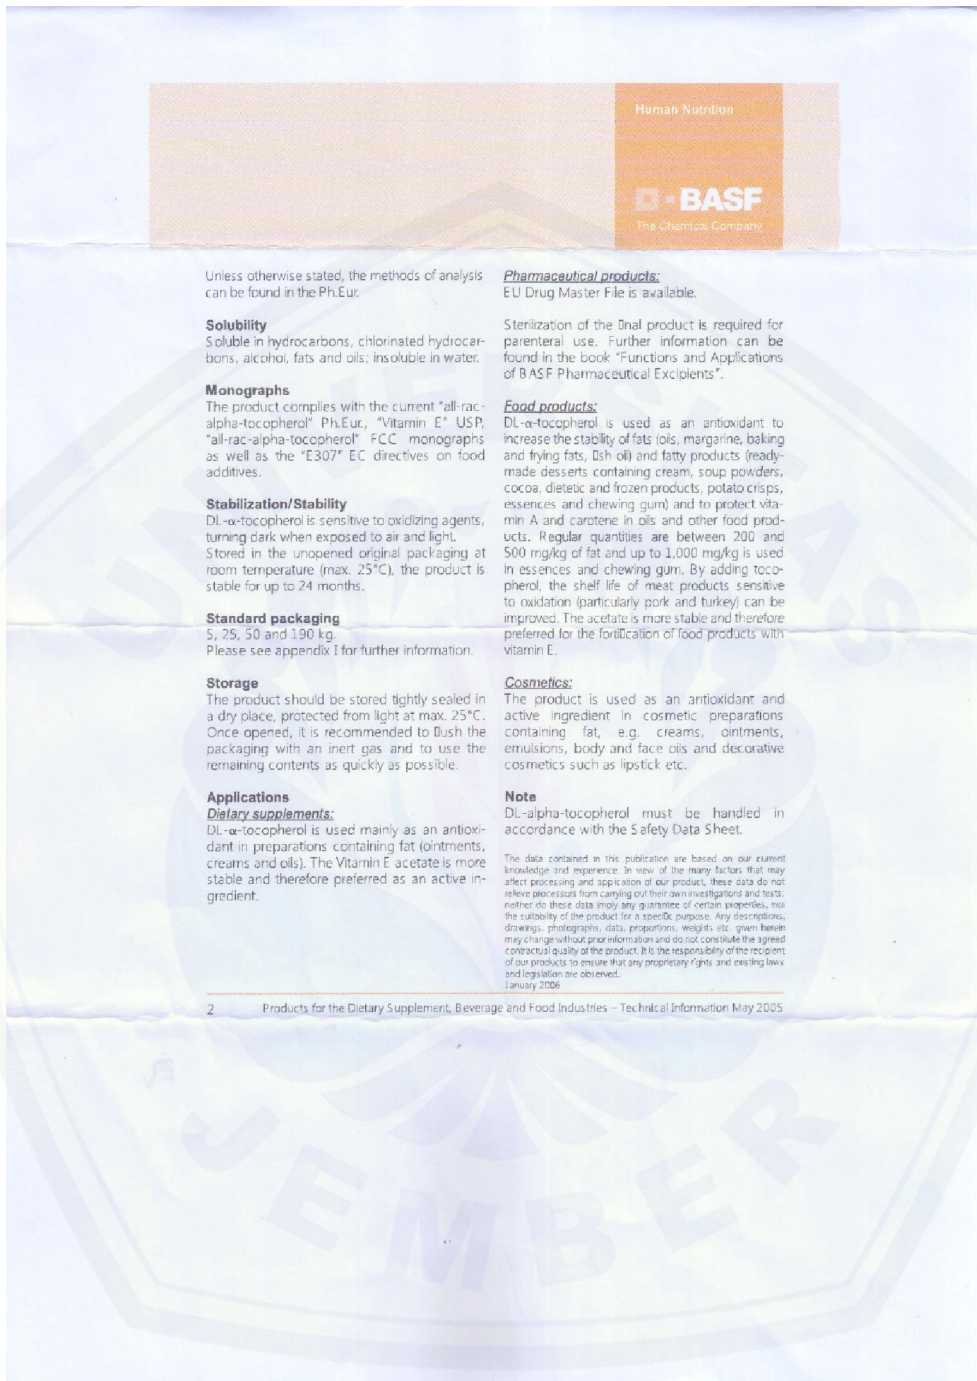 Human Nutrition
BASF
The Chemical Company
Unless otherwise stated, the methods of analysis
can be found in the Ph.Eur.
Solubility
Soluble in hydrocarbons, chlorinated hydrocar-
bons, alcohol, fats and oils; insoluble in water.
Monographs
The product complies with the current "all-rac-
alpha-tocopherol" Ph.Eur., "Vitamin E" USP,
"all-rac-alpha-tocopherol" FCC monographs
as well as the "E307" EC directives on food
additives.
Stabilization/Stability
DL-α-tocopherol is sensitive to oxidizing agents,
turning dark when exposed to air and light.
Stored in the unopened original packaging at
room temperature (max. 25°C), the product is
stable for up to 24 months.
Standard packaging
5, 25, 50 and 190 kg.
Please see appendix I for further information.
Storage
The product should be stored tightly sealed in
a dry place, protected from light at max. 25°C.
Once opened, it is recommended to ▯ush the
packaging with an inert gas and to use the
remaining contents as quickly as possible.
Applications
Dietary supplements:
DL-α-tocopherol is used mainly as an antioxi-
dant in preparations containing fat (ointments,
creams and oils). The Vitamin E acetate is more
stable and therefore preferred as an active in-
gredient.
Pharmaceutical products:
EU Drug Master File is available.
Sterilization of the ▯nal product is required for
parenteral use. Further information can be
found in the book "Functions and Applications
of BASF Pharmaceutical Excipients".
Food products:
DL-α-tocopherol is used as an antioxidant to
increase the stability of fats (oils, margarine, baking
and frying fats, ▯sh oil) and fatty products (ready-
made desserts containing cream, soup powders,
cocoa, dietetic and frozen products, potato crisps,
essences and chewing gum) and to protect vita-
min A and carotene in oils and other food prod-
ucts. Regular quantities are between 200 and
500 mg/kg of fat and up to 1,000 mg/kg is used
in essences and chewing gum. By adding toco-
pherol, the shelf life of meat products sensitive
to oxidation (particularly pork and turkey) can be
improved. The acetate is more stable and therefore
preferred for the forti▯cation of food products with
vitamin E.
Cosmetics:
The product is used as an antioxidant and
active ingredient in cosmetic preparations
containing fat, e.g. creams, ointments,
emulsions, body and face oils and decorative
cosmetics such as lipstick etc.
Note
DL-alpha-tocopherol must be handled in
accordance with the Safety Data Sheet.
The data contained in this publication are based on our current
knowledge and experience. In view of the many factors that may
affect processing and application of our product, these data do not
relieve processors from carrying out their own investigations and tests;
neither do these data imply any guarantee of certain properties, nor
the suitability of the product for a speci▯c purpose. Any descriptions,
drawings, photographs, data, proportions, weights etc. given herein
may change without prior information and do not constitute the agreed
contractual quality of the product. It is the responsibility of the recipient
of our products to ensure that any proprietary rights and existing laws
and legislation are observed.
January 2006
2 Products for the Dietary Supplement, Beverage and Food Industries – Technical Information May 2005
UNIVERSITAS
JEMBER